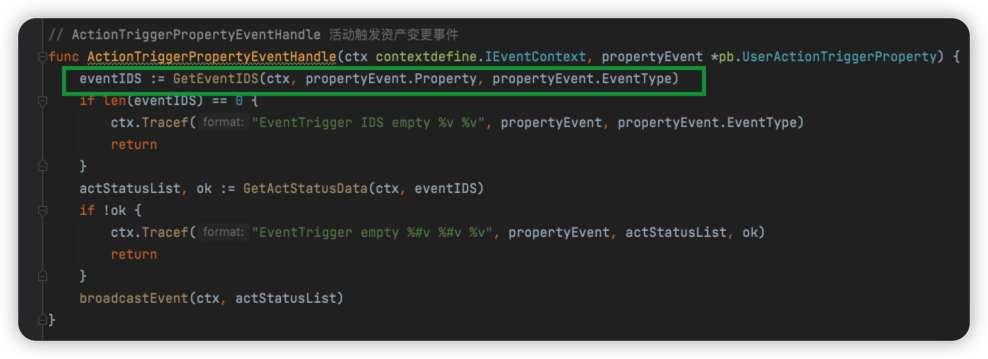 // ActionTriggerPropertyEventHandle 活动触发资产变更事件
func ActionTriggerPropertyEventHandle(ctx contextdefine.IEventContext, propertyEvent *pb.UserActionTriggerProperty) {
    eventIDS := GetEventIDS(ctx, propertyEvent.Property, propertyEvent.EventType)
    if len(eventIDS) == 0 {
        ctx.Tracef( format: "EventTrigger IDS empty %v %v", propertyEvent, propertyEvent.EventType)
        return
    }
    actStatusList, ok := GetActStatusData(ctx, eventIDS)
    if !ok {
        ctx.Tracef( format: "EventTrigger empty %#v %#v %v", propertyEvent, actStatusList, ok)
        return
    }
    broadcastEvent(ctx, actStatusList)
}